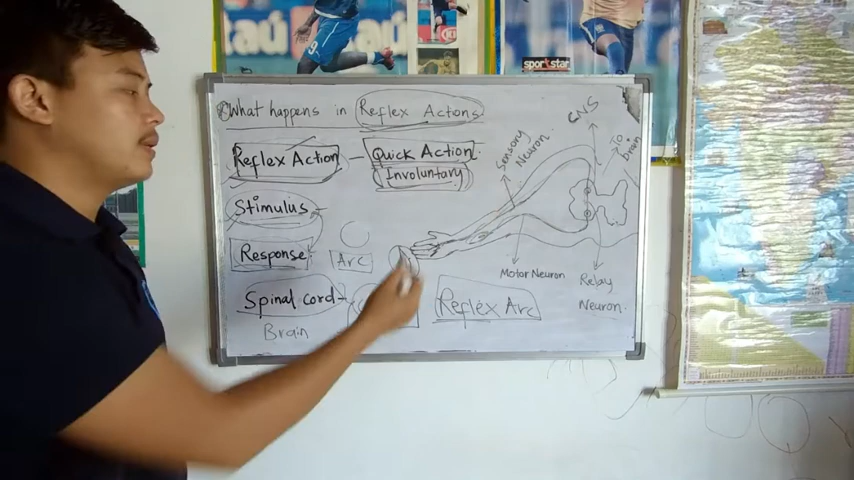 What happens in Reflex Actons
Reflex Action - Quick Action
Involuntary
Stimulus
Response
Arc
Spinal cord
Brain
Reflex Arc
Sensory Neuron
CNS
To brain
Motor Neuron
Relay Neuron
itaú
sportstar